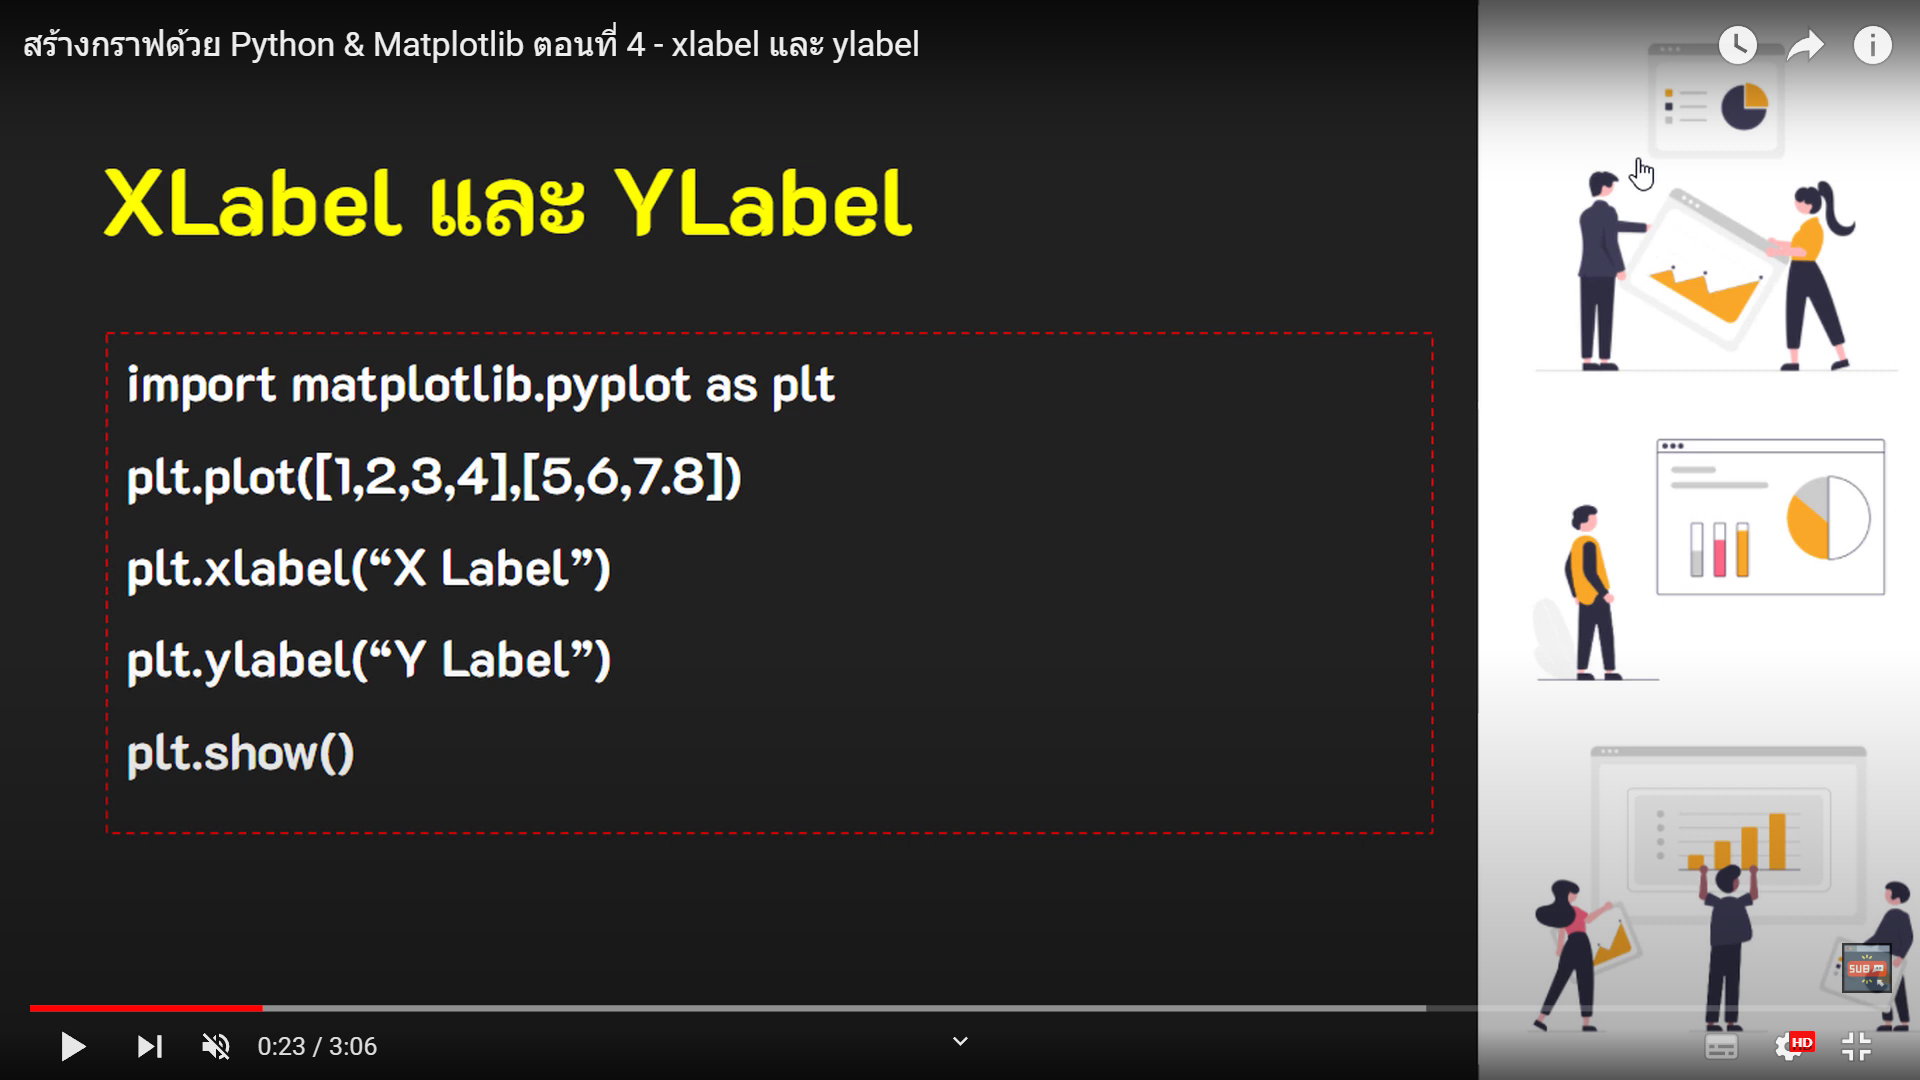 สร้างกราฟด้วย Python & Matplotlib ตอนที่ 4 - xlabel และ ylabel
XLabel และ YLabel
import matplotlib.pyplot as plt
plt.plot([1,2,3,4],[5,6,7.8])
plt.xlabel(“X Label”)
plt.ylabel(“Y Label”)
plt.show()
SUB
0:23 / 3:06
HD